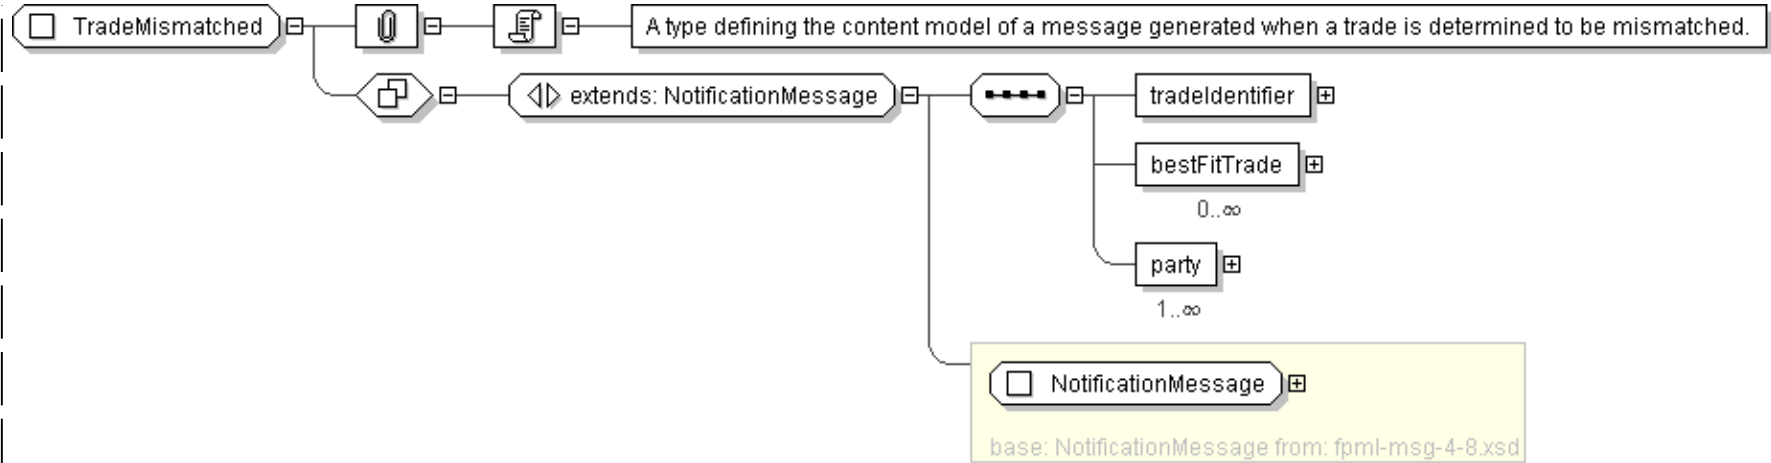 TradeMismatched
A type defining the content model of a message generated when a trade is determined to be mismatched.
extends: NotificationMessage
tradeIdentifier
bestFitTrade
0..∞
party
1..∞
NotificationMessage
base: NotificationMessage from: fpml-msg-4-8.xsd